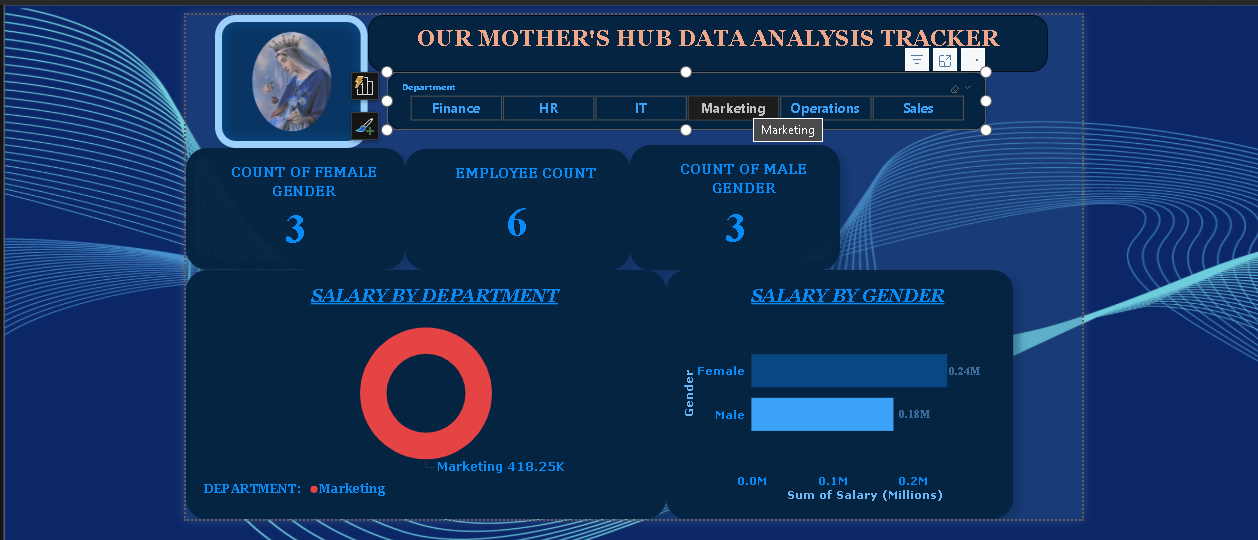 OUR MOTHER'S HUB DATA ANALYSIS TRACKER
Department
Finance HR IT Marketing Operations Sales
Marketing
COUNT OF FEMALE
GENDER
3
EMPLOYEE COUNT
6
COUNT OF MALE
GENDER
3
SALARY BY DEPARTMENT
Marketing 418.25K
DEPARTMENT: Marketing
SALARY BY GENDER
Gender
Female 0.24M
Male 0.18M
0.0M 0.1M 0.2M
Sum of Salary (Millions)